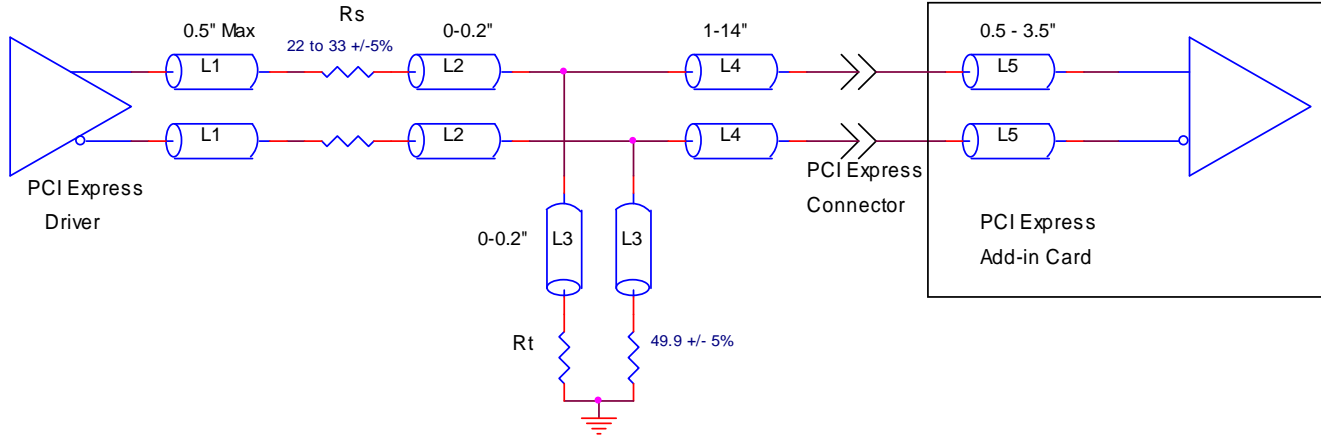 Rs
0.5" Max
22 to 33 +/-5%
0-0.2"
1-14"
0.5 - 3.5"
L1
L2
L4
L5
L1
L2
L4
L5
PCI Express
Driver
PCI Express
Connector
0-0.2"
L3
L3
PCI Express
Add-in Card
Rt
49.9 +/- 5%